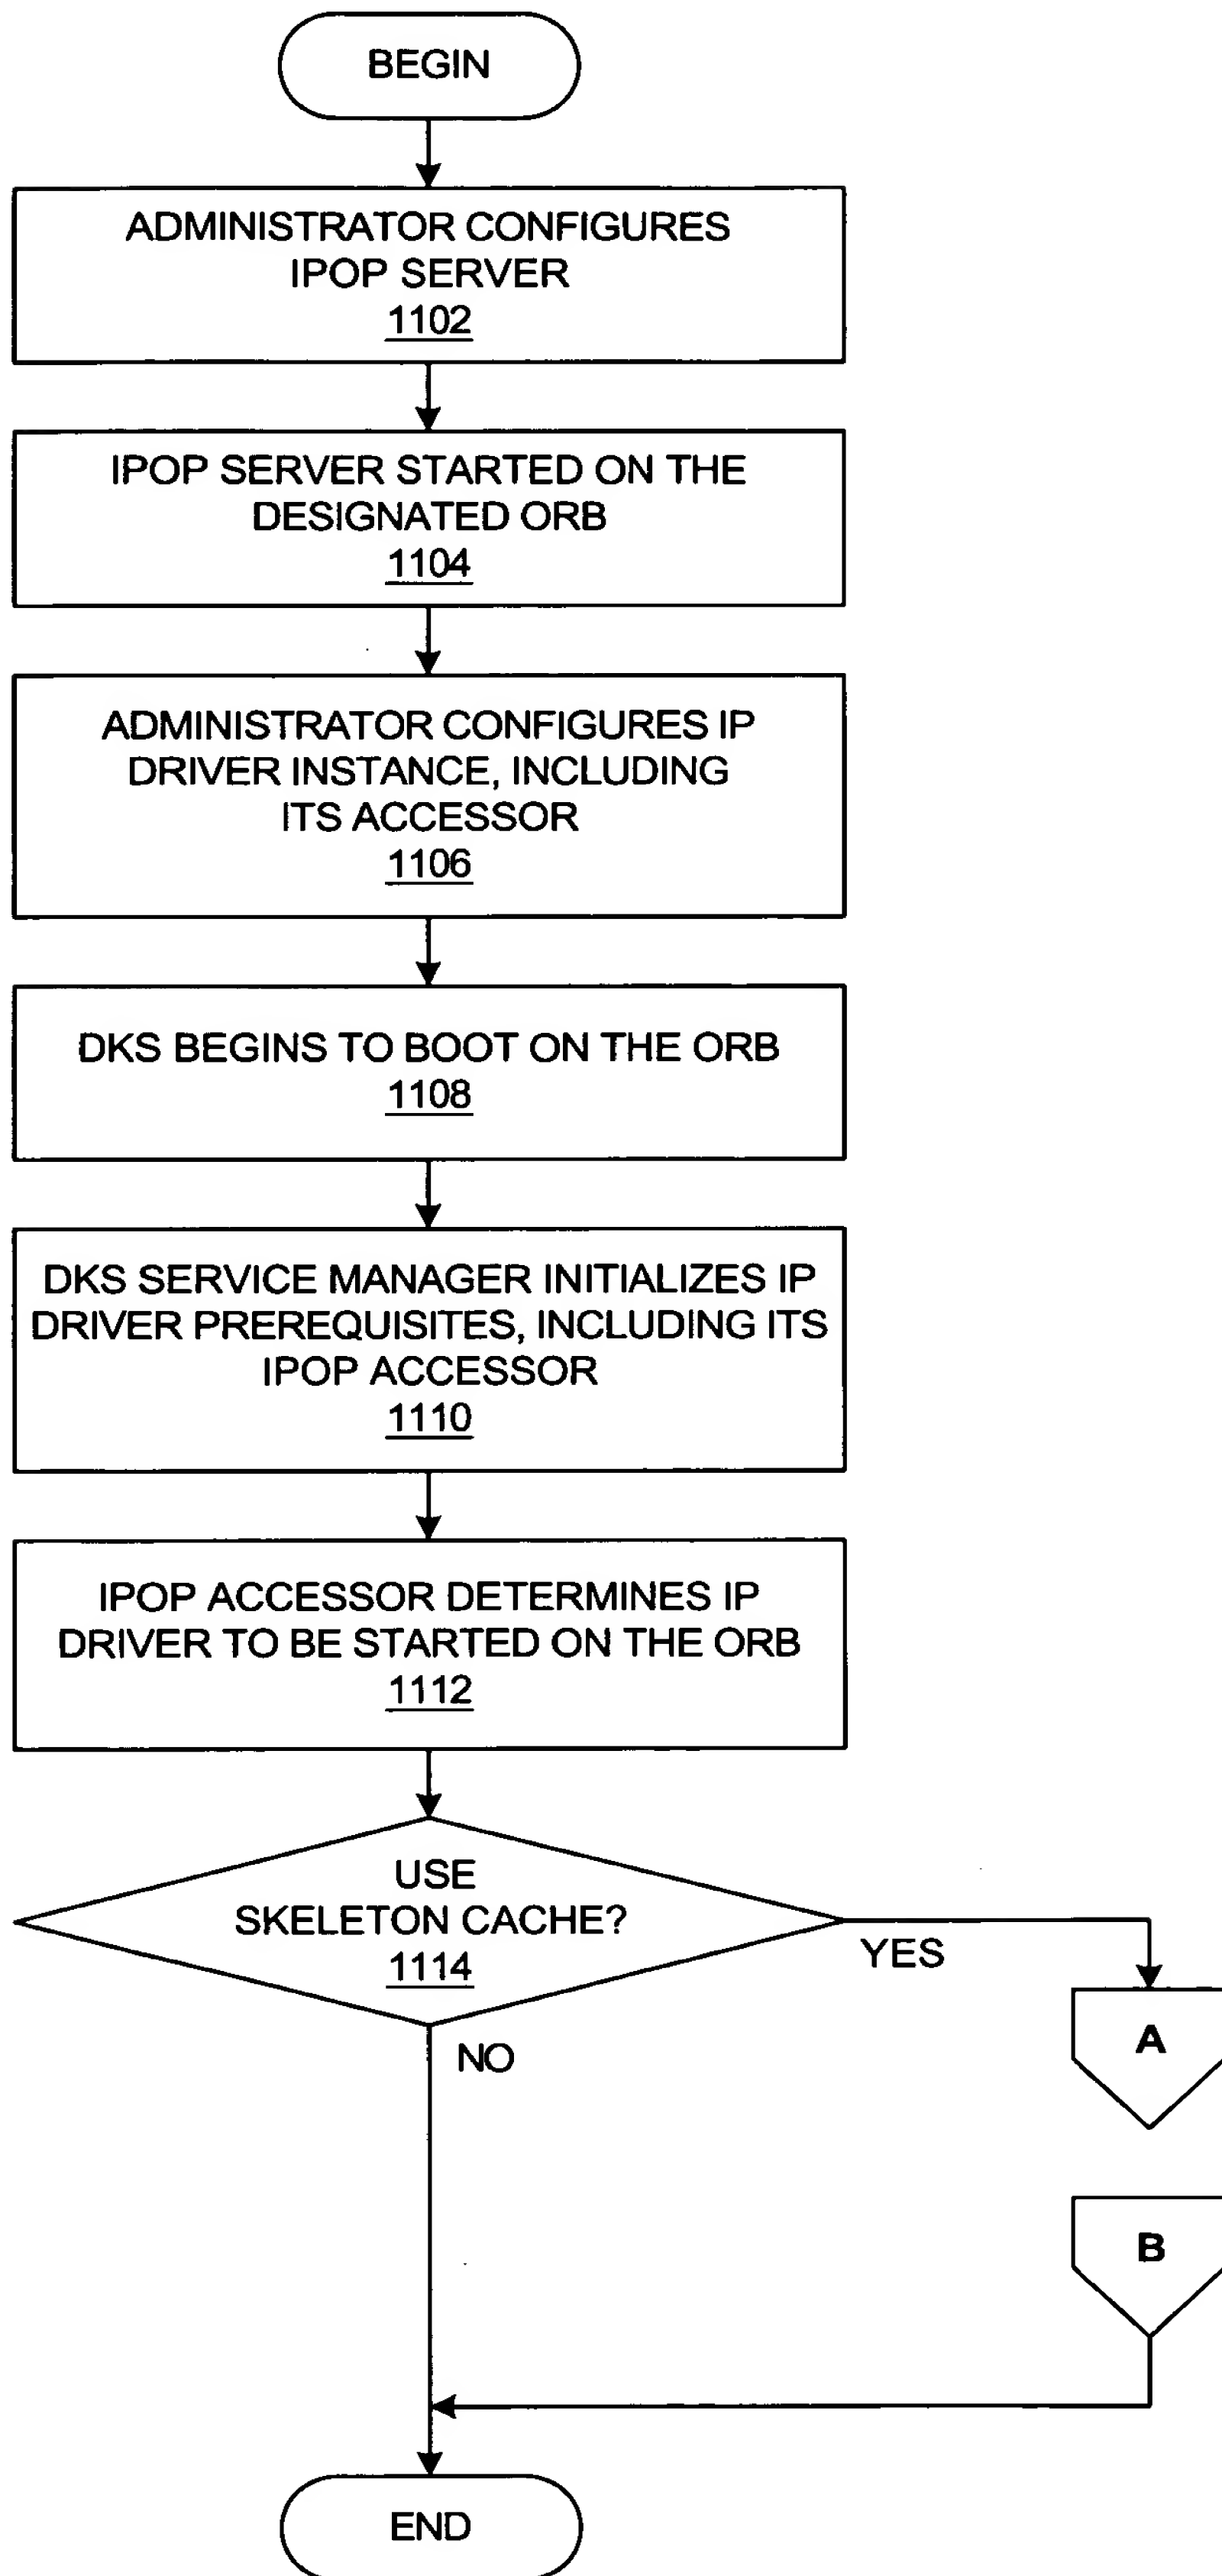 BEGIN
ADMINISTRATOR CONFIGURES
IPOP SERVER
1102
IPOP SERVER STARTED ON THE
DESIGNATED ORB
1104
ADMINISTRATOR CONFIGURES IP
DRIVER INSTANCE, INCLUDING
ITS ACCESSOR
1106
DKS BEGINS TO BOOT ON THE ORB
1108
DKS SERVICE MANAGER INITIALIZES IP
DRIVER PREREQUISITES, INCLUDING ITS
IPOP ACCESSOR
1110
IPOP ACCESSOR DETERMINES IP
DRIVER TO BE STARTED ON THE ORB
1112
USE
SKELETON CACHE?
1114
YES
A
NO
B
END